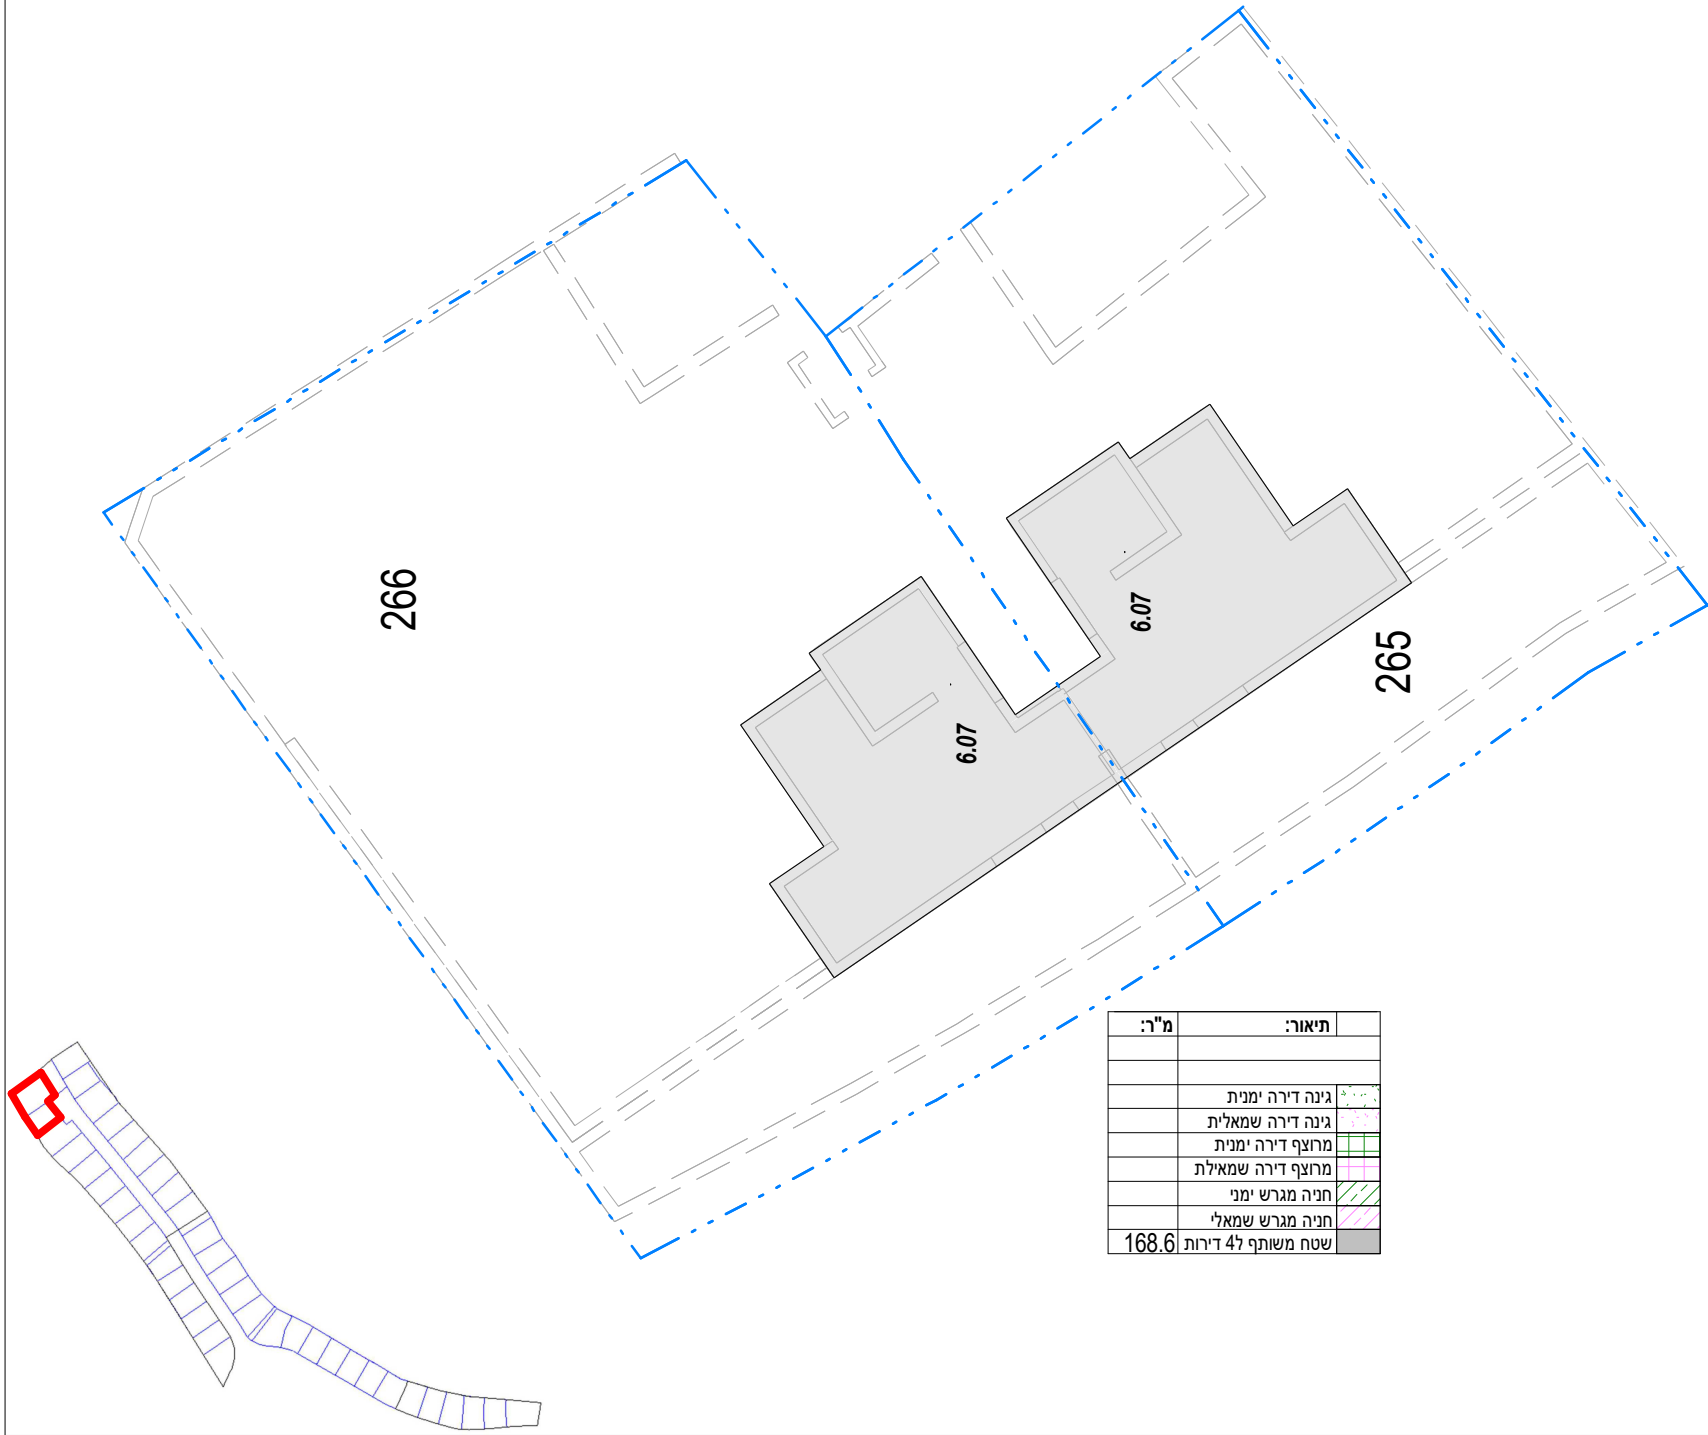 266
6.07
6.07
265
תיאור: מ"ר:
גינה דירה ימנית
גינה דירה שמאלית
מרוצף דירה ימנית
מרוצף דירה שמאילת
חניה מגרש ימני
חניה מגרש שמאלי
שטח משותף ל4 דירות 168.6